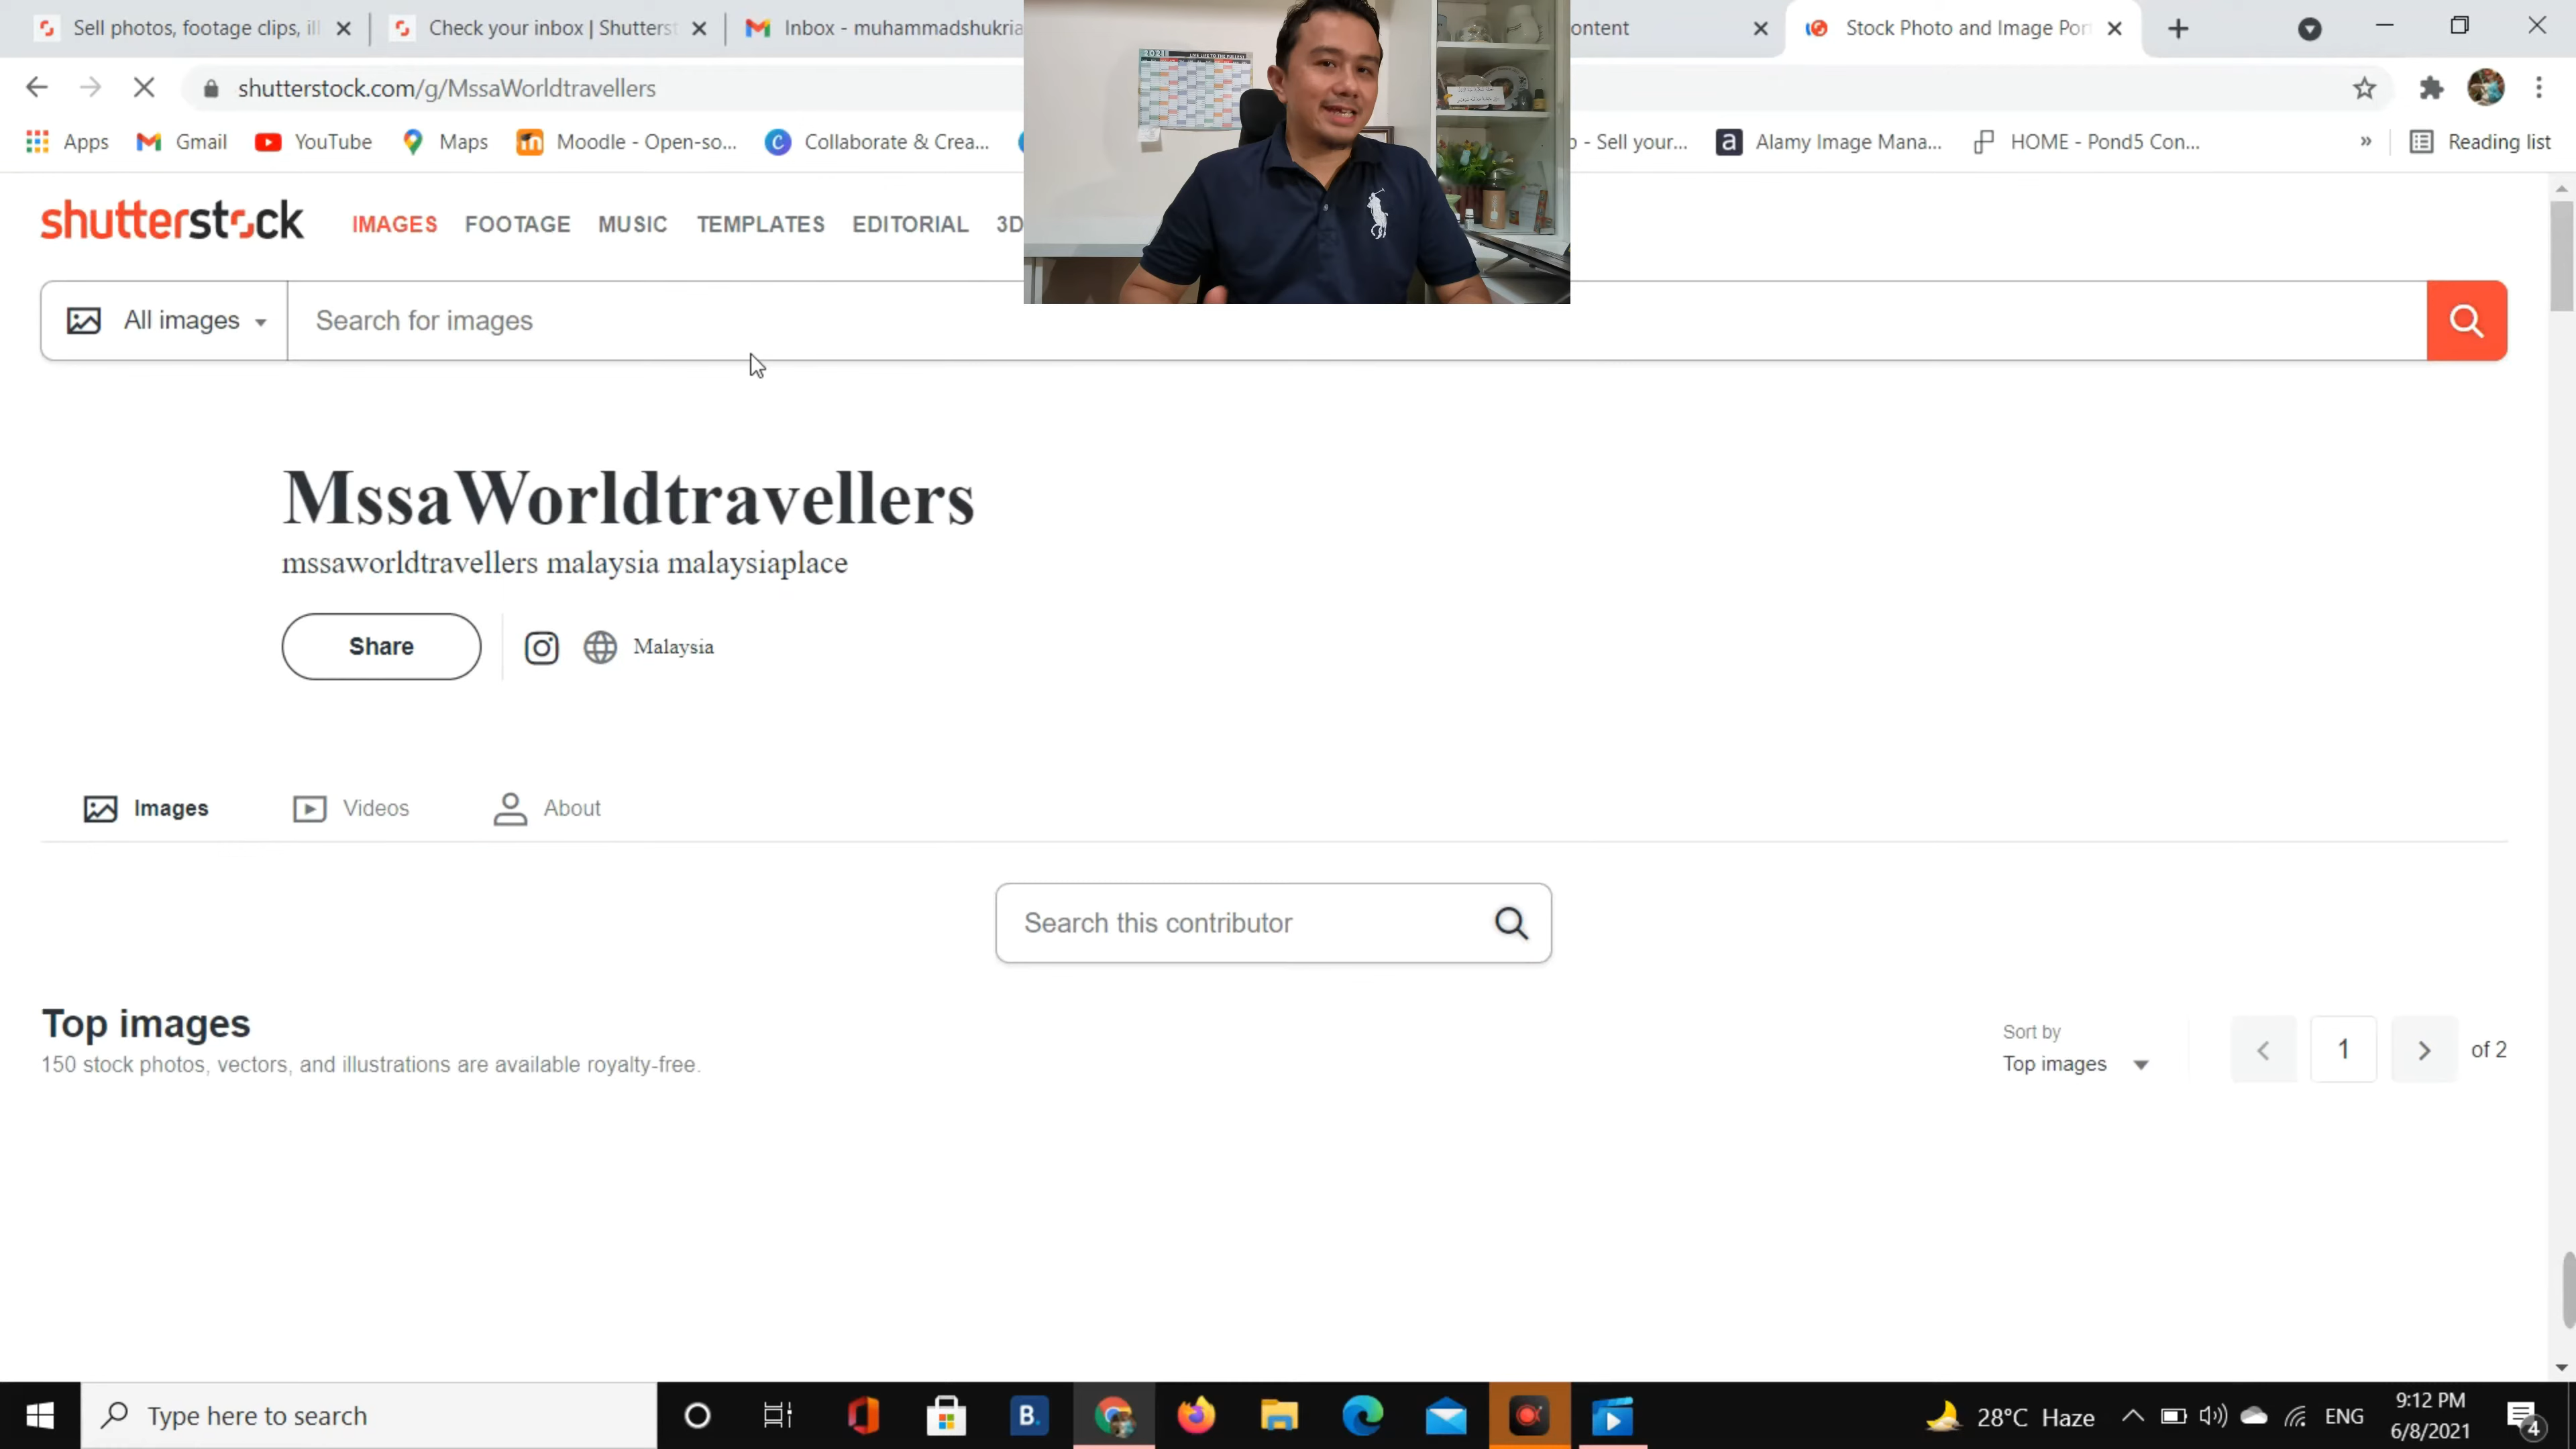 Sell photos, footage clips, ill
Check your inbox | Shutterst
Inbox - muhammadshukria
ontent
Stock Photo and Image Por
shutterstock.com/g/MssaWorldtravellers
Apps
Gmail
YouTube
Maps
Moodle - Open-so...
Collaborate & Crea...
- Sell your...
Alamy Image Mana...
HOME - Pond5 Con...
»
Reading list
2021
shutterstock
IMAGES
FOOTAGE
MUSIC
TEMPLATES
EDITORIAL
3D
All images
Search for images
MssaWorldtravellers
mssaworldtravellers malaysia malaysiaplace
Share
Malaysia
Images
Videos
About
Search this contributor
Top images
150 stock photos, vectors, and illustrations are available royalty-free.
Sort by
Top images
1
of 2
Type here to search
B.
28°C Haze
ENG
9:12 PM
6/8/2021
4